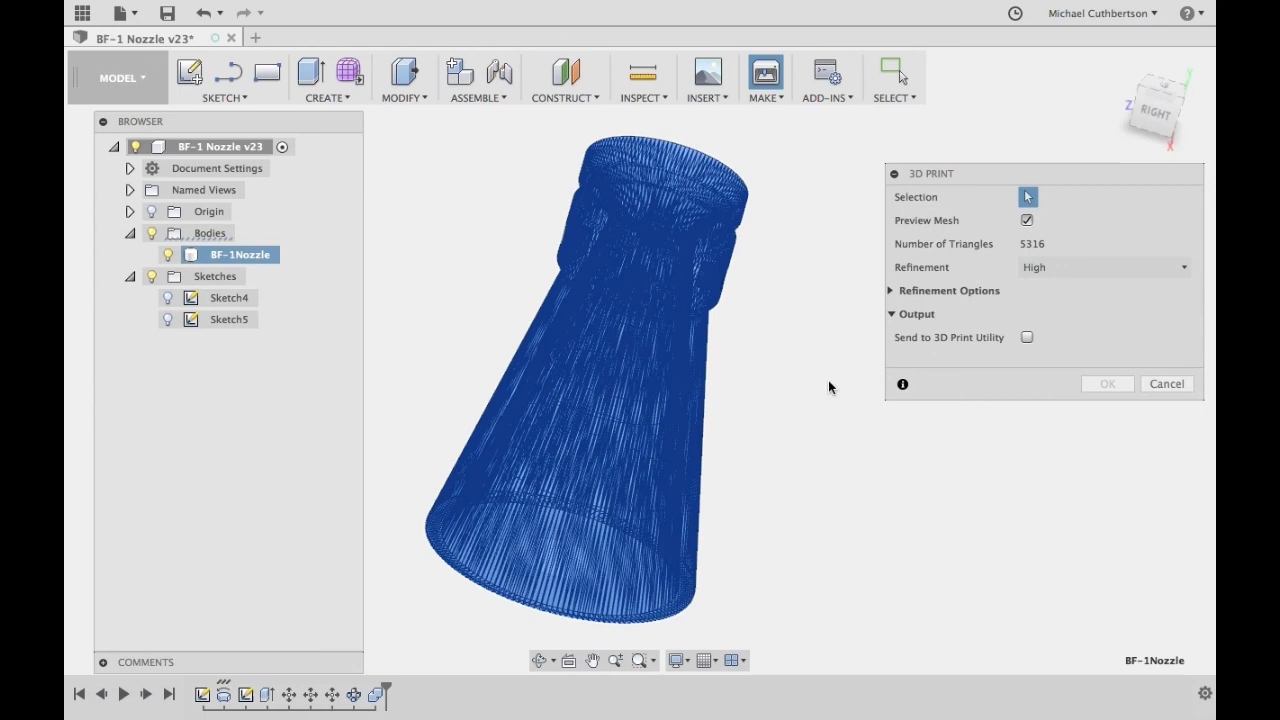 Michael Cuthbertson
BF-1 Nozzle v23*
MODEL
SKETCH
CREATE
MODIFY
ASSEMBLE
CONSTRUCT
INSPECT
INSERT
MAKE
ADD-INS
SELECT
BROWSER
BF-1 Nozzle v23
Document Settings
Named Views
Origin
Bodies
BF-1Nozzle
Sketches
Sketch4
Sketch5
Z
RIGHT
Y
X
3D PRINT
Selection
Preview Mesh
Number of Triangles 5316
Refinement High
Refinement Options
Output
Send to 3D Print Utility
OK Cancel
COMMENTS
BF-1Nozzle